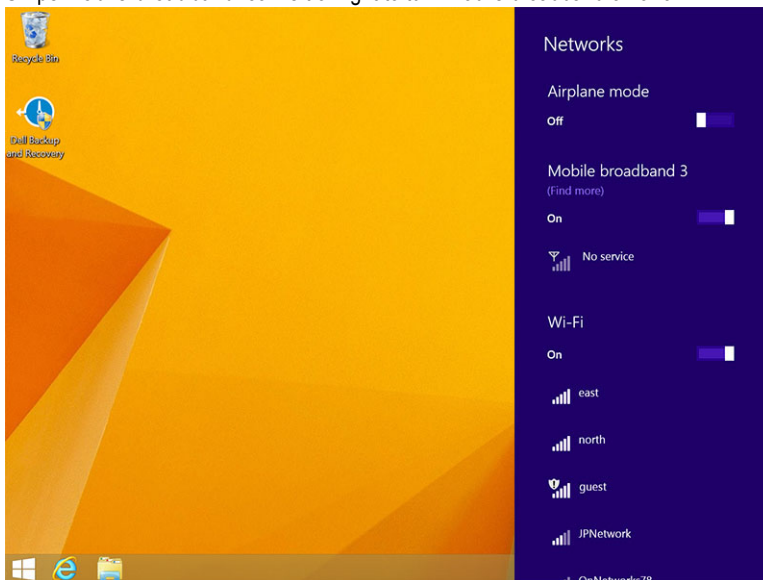 Recycle Bin
Dell Backup
and Recovery
Networks
Airplane mode
Off
Mobile broadband 3
(Find more)
On
No service
Wi-Fi
On
east
north
guest
JPNetwork